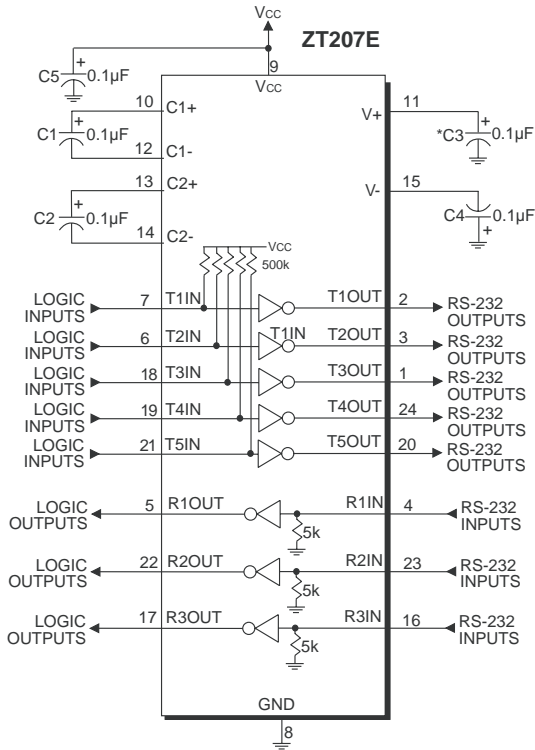 Vcc
ZT207E
9
Vcc
C5
+
0.1µF
10
C1+
C1
+
0.1µF
12
C1-
13
C2+
C2
+
0.1µF
14
C2-
V+
11
*C3
+
0.1µF
V-
15
C4
+
0.1µF
Vcc
500k
LOGIC
INPUTS
7
T1IN
T1OUT
2
RS-232
OUTPUTS
LOGIC
INPUTS
6
T2IN
T1IN
T2OUT
3
RS-232
OUTPUTS
LOGIC
INPUTS
18
T3IN
T3OUT
1
RS-232
OUTPUTS
LOGIC
INPUTS
19
T4IN
T4OUT
24
RS-232
OUTPUTS
LOGIC
INPUTS
21
T5IN
T5OUT
20
RS-232
OUTPUTS
LOGIC
OUTPUTS
5
R1OUT
R1IN
4
RS-232
INPUTS
5k
LOGIC
OUTPUTS
22
R2OUT
R2IN
23
RS-232
INPUTS
5k
LOGIC
OUTPUTS
17
R3OUT
R3IN
16
RS-232
INPUTS
5k
GND
8